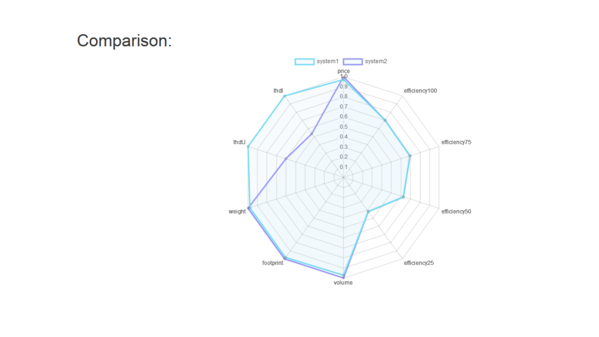 Comparison:
system1 system2
price
1.0
thdI efficiency100
0.9
0.8
0.7
0.6
0.5
thdU efficiency75
0.4
0.3
0.2
0.1
weight efficiency50
footprint efficiency25
volume